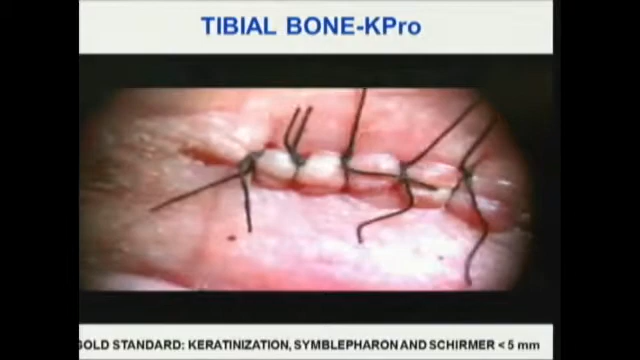 TIBIAL BONE-KPro
GOLD STANDARD: KERATINIZATION, SYMBLEPHARON AND SCHIRMER < 5 mm